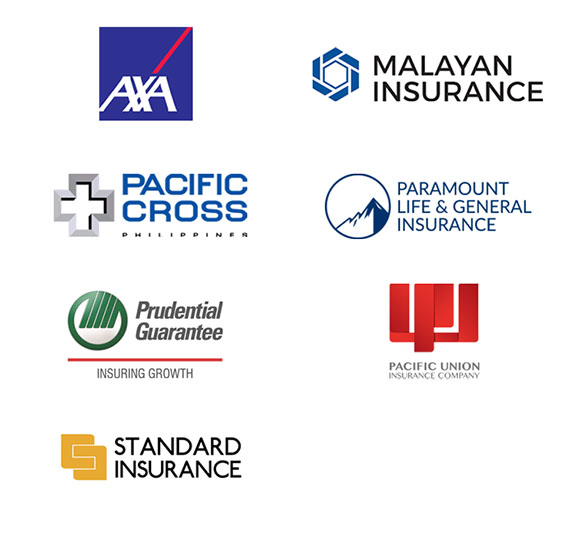 AXA
MALAYAN
INSURANCE
PACIFIC
CROSS
PHILIPPINES
PARAMOUNT
LIFE & GENERAL
INSURANCE
Prudential
Guarantee
INSURING GROWTH
PACIFIC UNION
INSURANCE COMPANY
STANDARD
INSURANCE